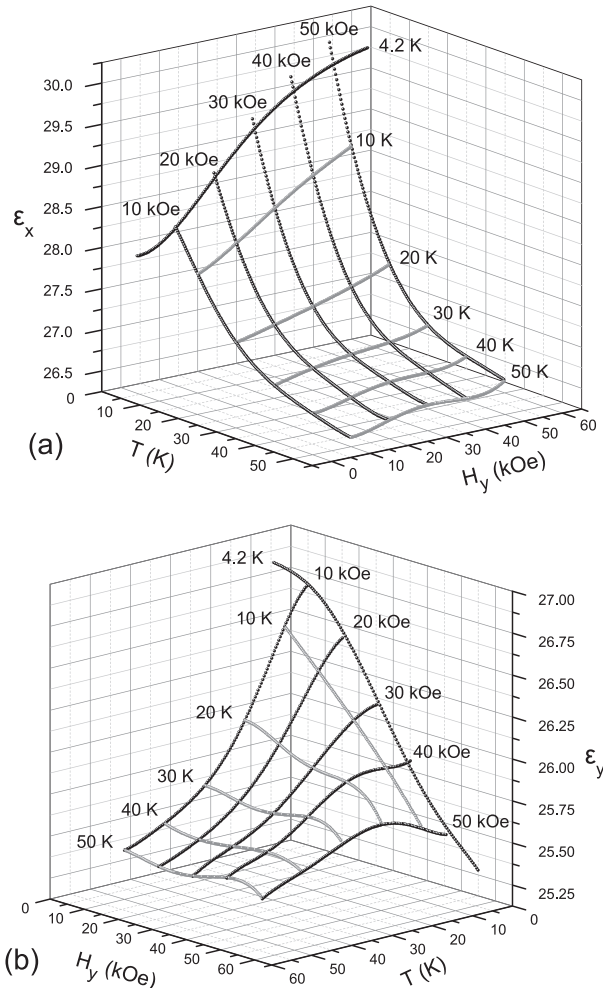 50 kOe
4.2 K
40 kOe
30 kOe
10 K
20 kOe
10 kOe
20 K
30 K
40 K
50 K
εx
30.0
29.5
29.0
28.5
28.0
27.5
27.0
26.5
0
10
20
30
40
50
T (K)
0
10
20
30
40
50
60
Hy (kOe)
(a)
4.2 K
10 kOe
10 K
20 kOe
20 K
30 kOe
30 K
40 kOe
40 K
50 kOe
50 K
27.00
26.75
26.50
26.25
26.00
25.75
25.50
25.25
εy
0
10
20
30
40
50
60
Hy (kOe)
60
50
40
30
20
10
0
T (K)
(b)